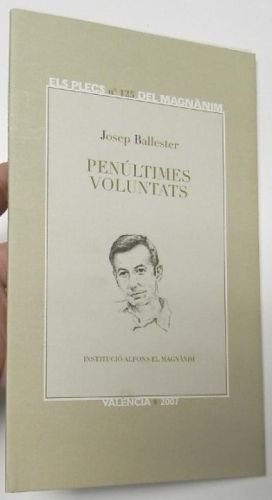 ELS PLECS nº 125 DEL MAGNÀNIM
Josep Ballester
PENÚLTIMES
VOLUNTATS
INSTITUCIÓ ALFONS EL MAGNÀNIM
VALÈNCIA * 2007